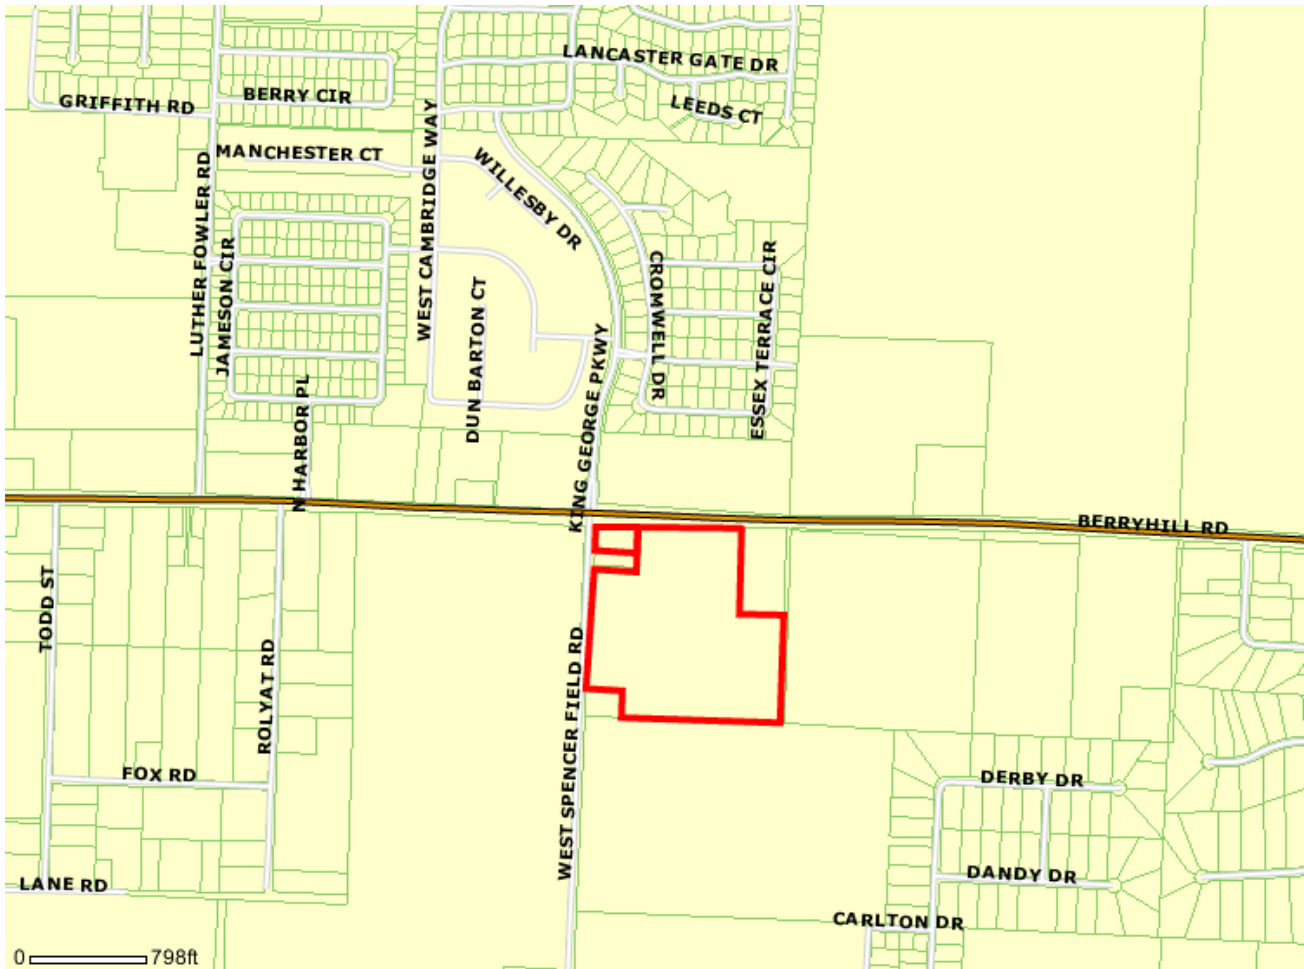 LANCASTER GATE DR
GRIFFITH RD
BERRY CIR
LEEDS CT
MANCHESTER CT
WILLESBY DR
WEST CAMBRIDGE WAY
LUTHER FOWLER RD
JAMESON CIR
CROMWELL DR
ESSEX TERRACE CIR
DUN BARTON CT
KING GEORGE PKWY
N HARBOR PL
BERRYHILL RD
TODD ST
ROLYAT RD
WEST SPENCER FIELD RD
FOX RD
DERBY DR
DANDY DR
LANE RD
CARLTON DR
0 798ft